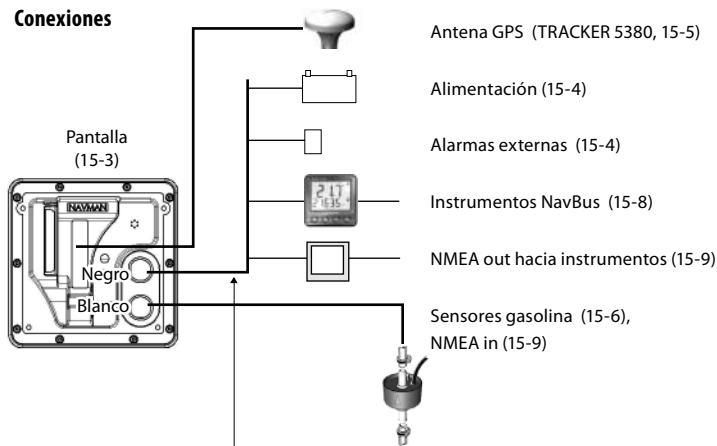 Conexiones
Antena GPS (TRACKER 5380, 15-5)
Alimentación (15-4)
Pantalla
(15-3)
Alarmas externas (15-4)
NAVMAN
Instrumentos NavBus (15-8)
NMEA out hacia instrumentos (15-9)
Negro
Blanco
Sensores gasolina (15-6),
NMEA in (15-9)